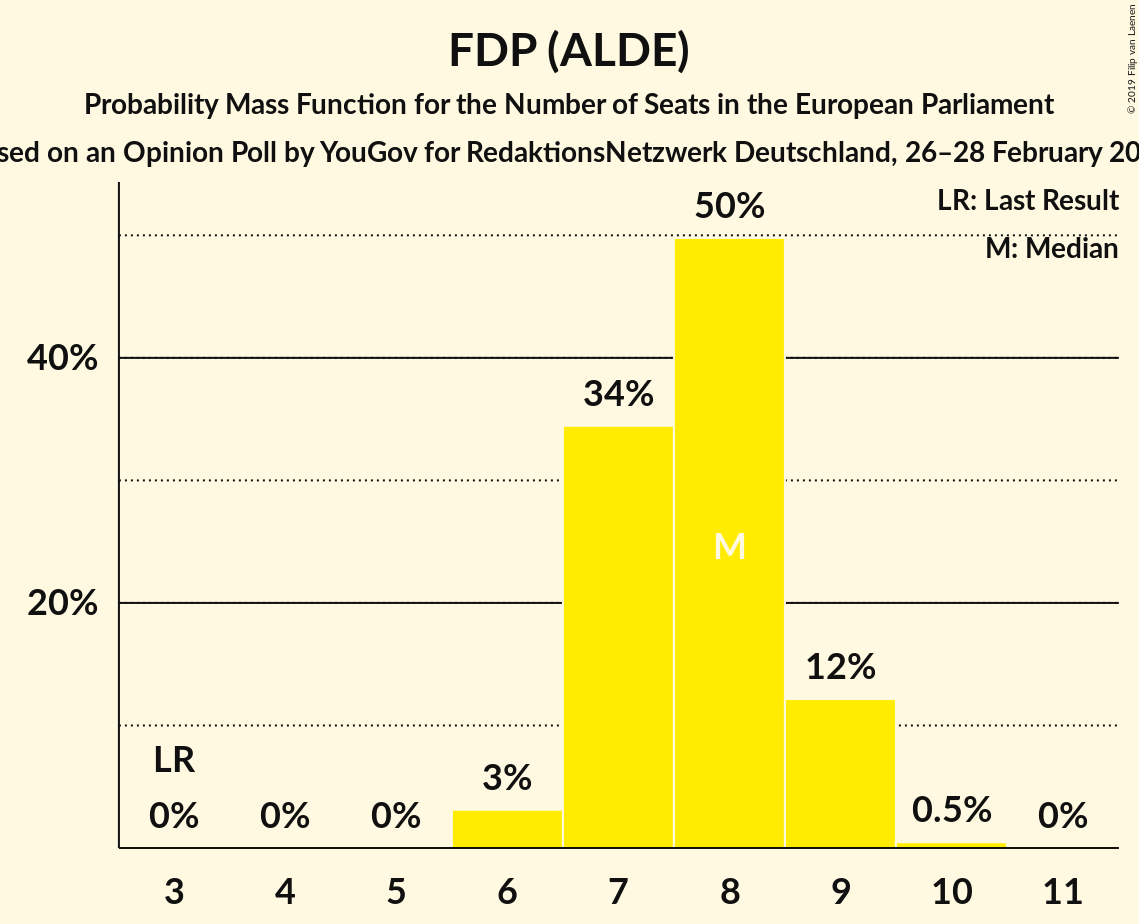 FDP (ALDE)
Probability Mass Function for the Number of Seats in the European Parliament
on an Opinion Poll by YouGov for RedaktionsNetzwerk Deutschland, 26–28 February
© 2019 Filip van Laenen
LR: Last Result
M: Median
50%
40%
34%
M
20%
12%
LR
3%
0% 0% 0% 0.5% 0%
3 4 5 6 7 8 9 10 11